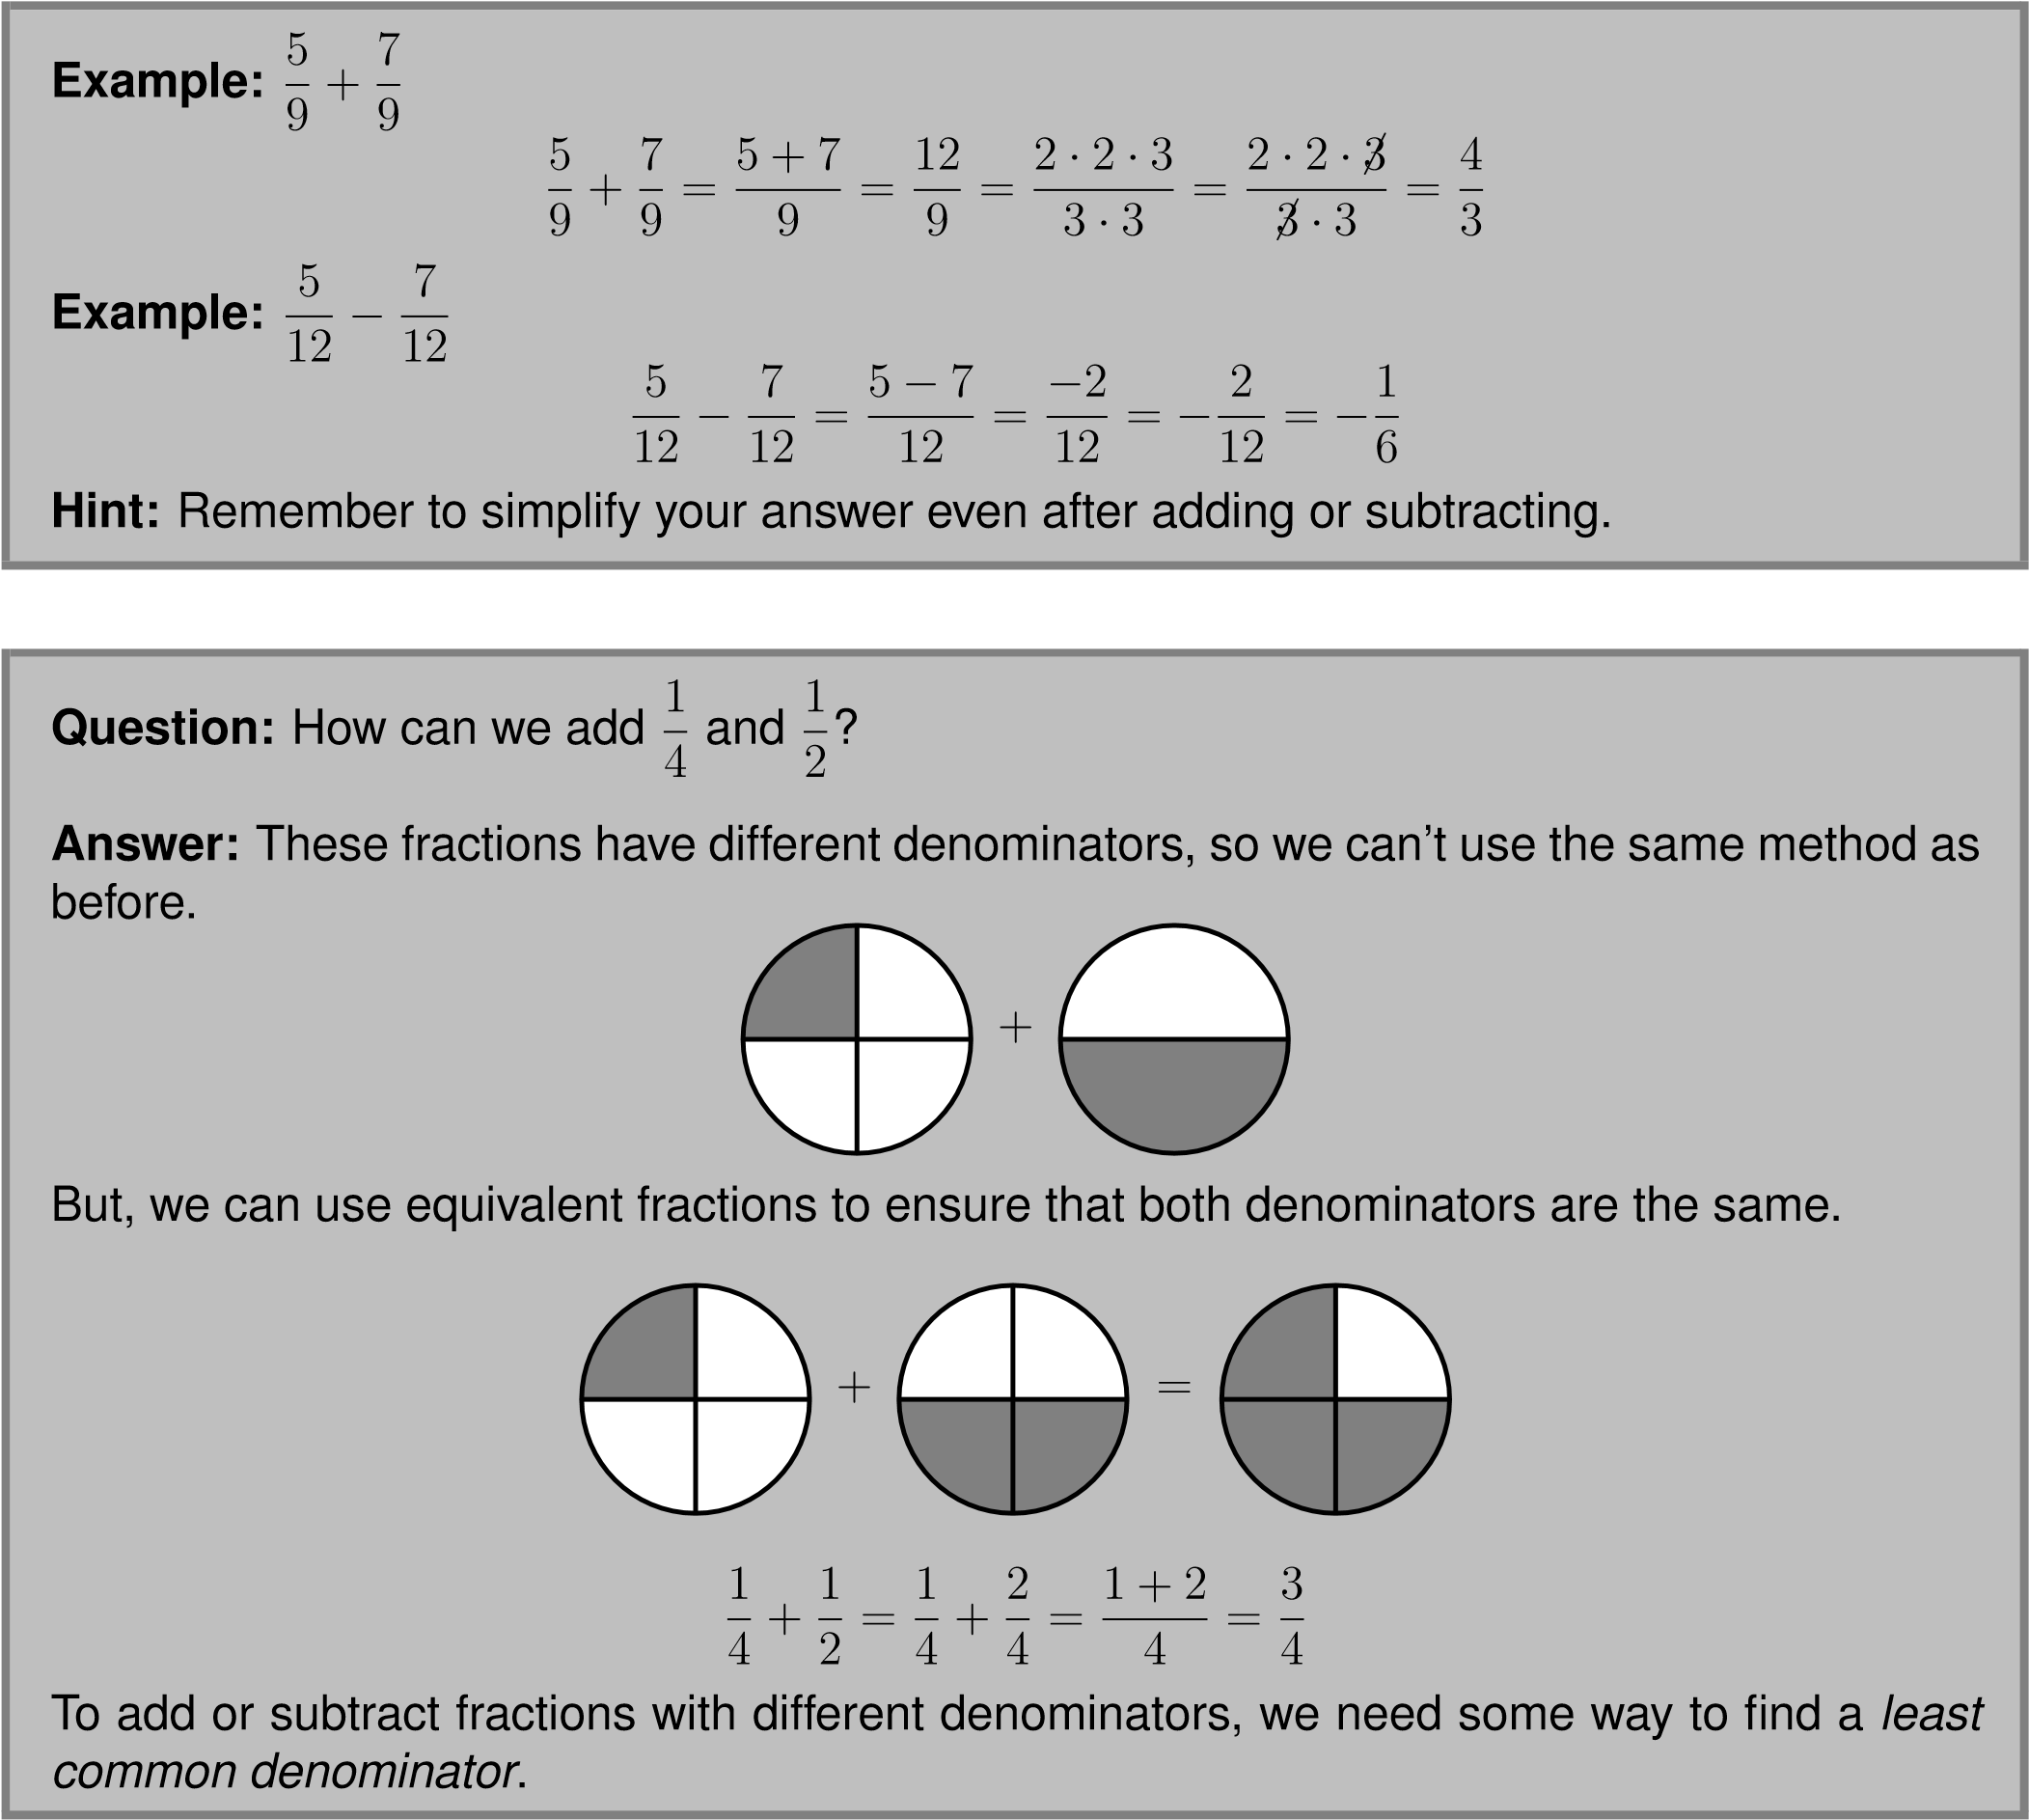 Example: 5/9 + 7/9
5/9 + 7/9 = (5 + 7)/9 = 12/9 = (2 · 2 · 3)/(3 · 3) = (2 · 2 · 3̸)/(3̸ · 3) = 4/3
Example: 5/12 − 7/12
5/12 − 7/12 = (5 − 7)/12 = −2/12 = −2/12 = −1/6
Hint: Remember to simplify your answer even after adding or subtracting.
Question: How can we add 1/4 and 1/2?
Answer: These fractions have different denominators, so we can't use the same method as
before.
+
But, we can use equivalent fractions to ensure that both denominators are the same.
+ =
1/4 + 1/2 = 1/4 + 2/4 = (1 + 2)/4 = 3/4
To add or subtract fractions with different denominators, we need some way to find a least
common denominator.